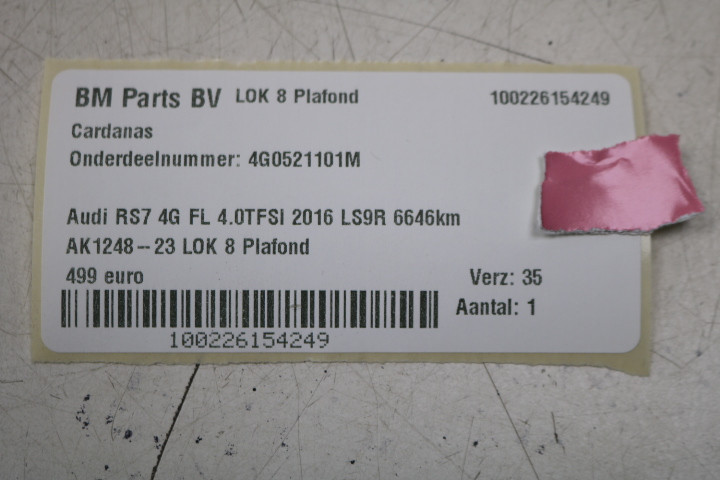 BM Parts BV LOK 8 Plafond 100226154249
Cardanas
Onderdeelnummer: 4G0521101M
Audi RS7 4G FL 4.0TFSI 2016 LS9R 6646km
AK1248--23 LOK 8 Plafond
499 euro Verz: 35
Aantal: 1
100226154249